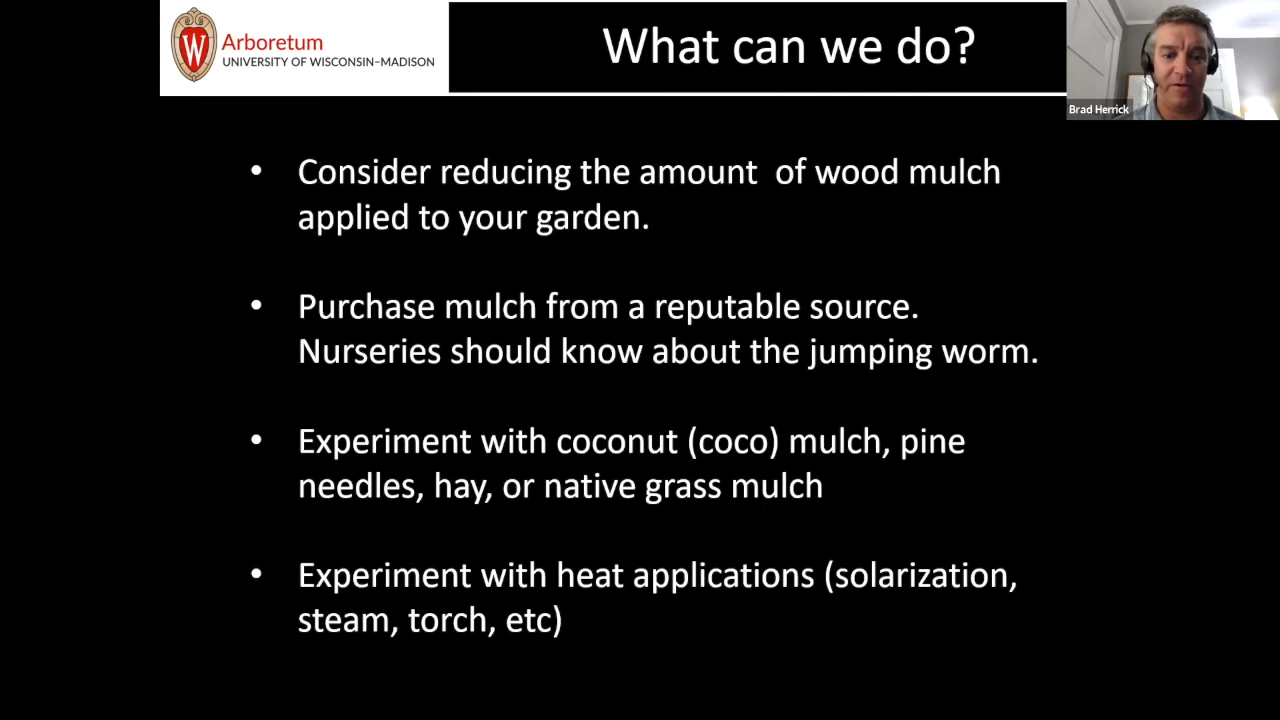 W Arboretum
UNIVERSITY OF WISCONSIN–MADISON
What can we do?
Brad Herrick
• Consider reducing the amount  of wood mulch
applied to your garden.
• Purchase mulch from a reputable source.
Nurseries should know about the jumping worm.
• Experiment with coconut (coco) mulch, pine
needles, hay, or native grass mulch
• Experiment with heat applications (solarization,
steam, torch, etc)